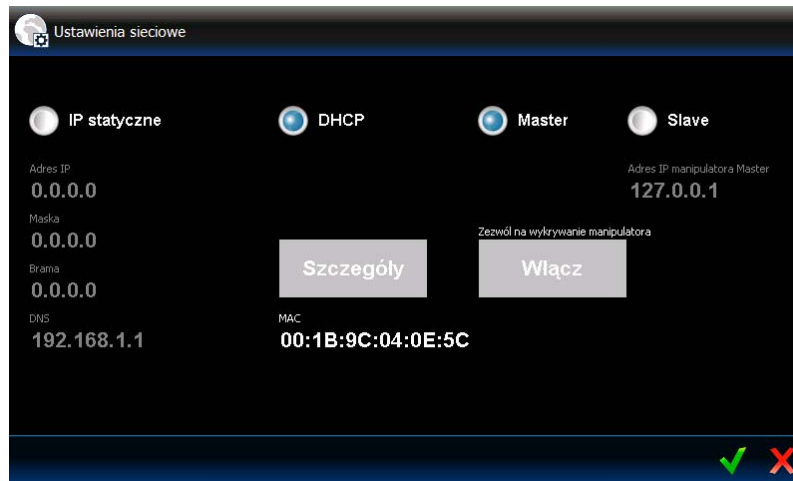 Ustawienia sieciowe
IP statyczne
DHCP
Master
Slave
Adres IP
0.0.0.0
Adres IP manipulatora Master
127.0.0.1
Maska
0.0.0.0
Zezwól na wykrywanie manipulatora
Brama
0.0.0.0
Szczegóły
Włącz
DNS
192.168.1.1
MAC
00:1B:9C:04:0E:5C